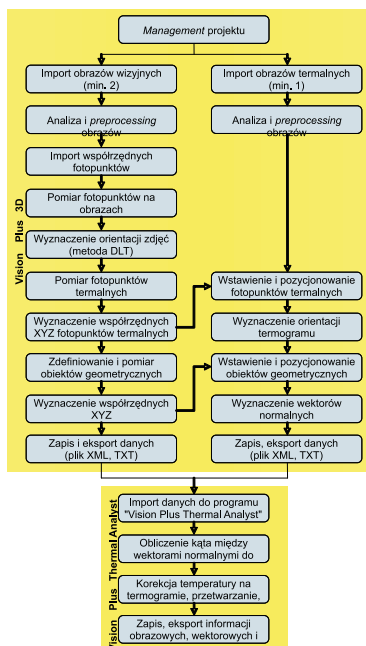 Management projektu
Import obrazów wizyjnych
(min. 2)
Import obrazów termalnych
(min. 1)
Analiza i preprocessing
obrazów
Analiza i preprocessing
obrazów
Import współrzędnych
fotopunktów
Pomiar fotopunktów na
obrazach
Wyznaczenie orientacji zdjęć
(metoda DLT)
Pomiar fotopunktów
termalnych
Wstawienie i pozycjonowanie
fotopunktów termalnych
Wyznaczenie współrzędnych
XYZ fotopunktów termalnych
Wyznaczenie orientacji
termogramu
Zdefiniowanie i pomiar
obiektów geometrycznych
Wstawienie i pozycjonowanie
obiektów geometrycznych
Wyznaczenie współrzędnych
XYZ
Wyznaczenie wektorów
normalnych
Zapis i eksport danych
(plik XML, TXT)
Zapis, eksport danych
(plik XML, TXT)
Vision Plus 3D
Import danych do programu
"Vision Plus Thermal Analyst"
Obliczenie kąta między
wektorami normalnymi do
Korekcja temperatury na
termogramie, przetwarzanie,
Zapis, eksport informacji
obrazowych, wektorowych i
Vision Plus Thermal Analyst